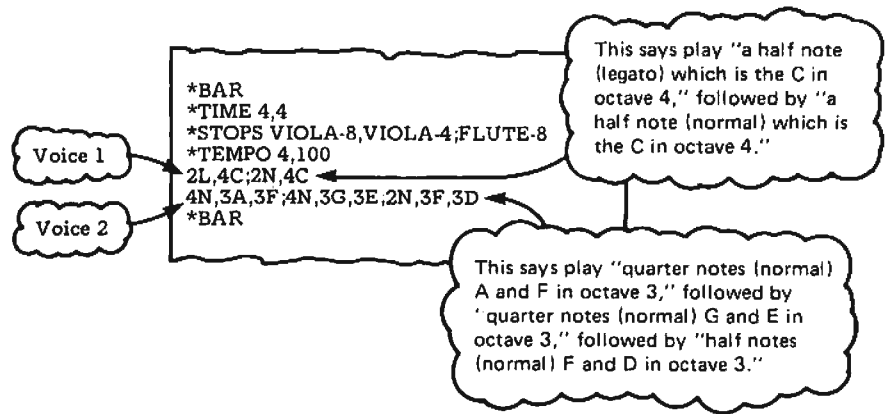 *BAR
*TIME 4,4
*STOPS VIOLA-8,VIOLA-4;FLUTE-8
*TEMPO 4,100
2L,4C;2N,4C
4N,3A,3F;4N,3G,3E;2N,3F,3D
*BAR
Voice 1
Voice 2
This says play "a half note
(legato) which is the C in
octave 4," followed by "a
half note (normal) which is
the C in octave 4."
This says play "quarter notes (normal)
A and F in octave 3," followed by
"quarter notes (normal) G and E in
octave 3," followed by "half notes
(normal) F and D in octave 3."